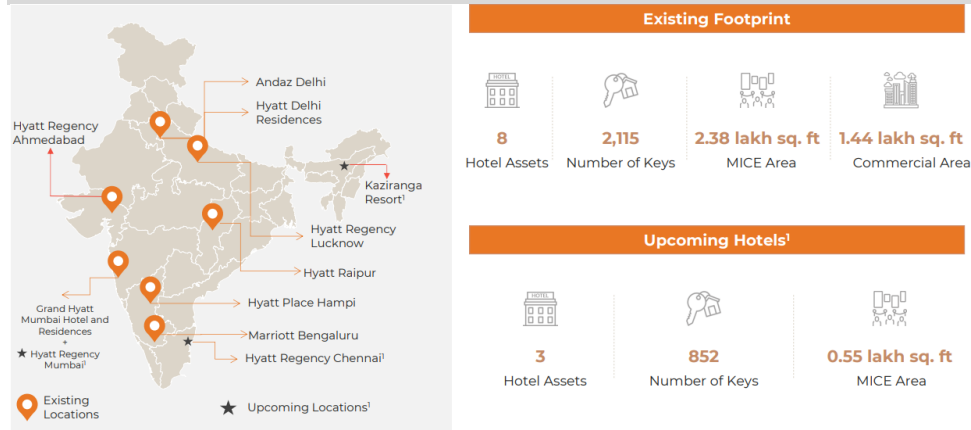 Andaz Delhi
Hyatt Delhi
Residences
Hyatt Regency
Ahmedabad
Kaziranga
Resort¹
Hyatt Regency
Lucknow
Hyatt Raipur
Hyatt Place Hampi
Grand Hyatt
Mumbai Hotel and
Residences
+
★ Hyatt Regency
Mumbai¹
Marriott Bengaluru
Hyatt Regency Chennai¹
Existing
Locations
Upcoming Locations¹
Existing Footprint
HOTEL
8
Hotel Assets
2,115
Number of Keys
2.38 lakh sq. ft
MICE Area
1.44 lakh sq. ft
Commercial Area
Upcoming Hotels¹
HOTEL
3
Hotel Assets
852
Number of Keys
0.55 lakh sq. ft
MICE Area